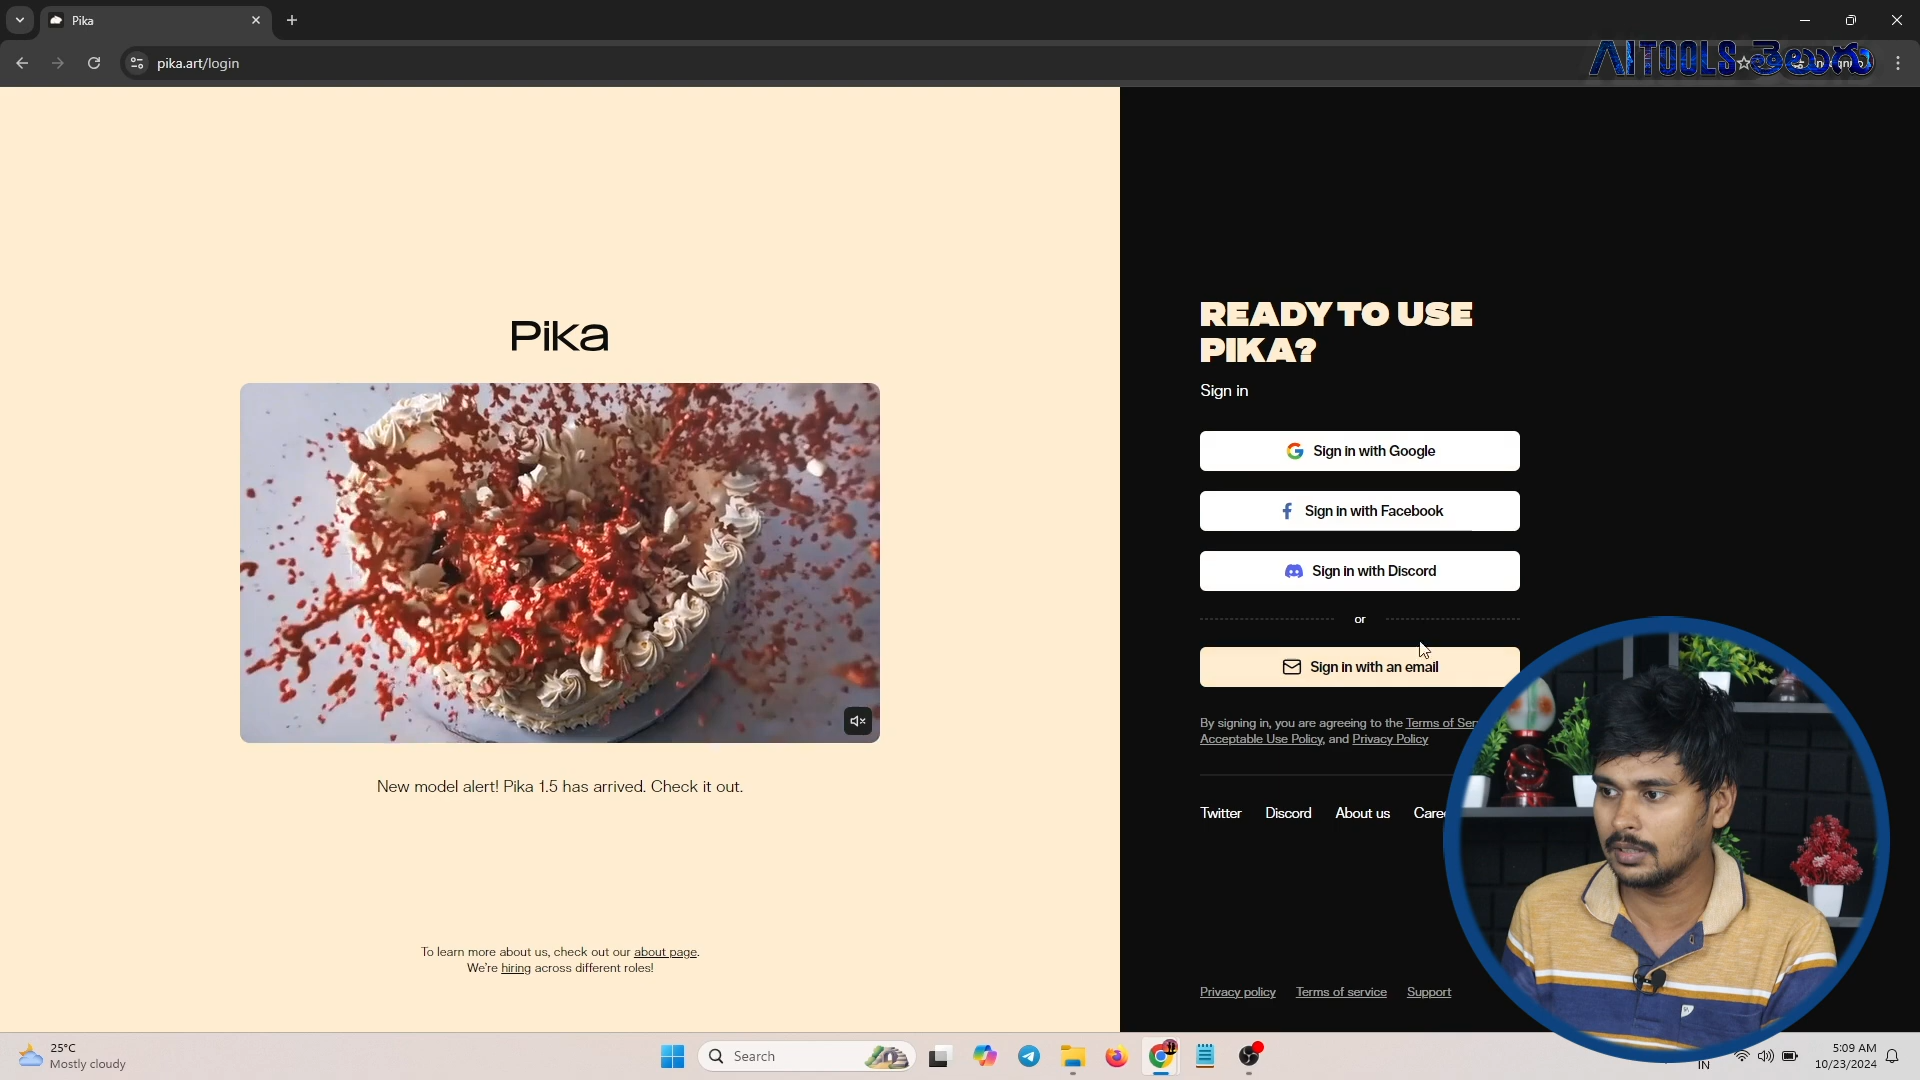 Pika
pika.art/login
AI TOOLS తెలుగు
READY TO USE
PIKA?
Sign in
Sign in with Google
Sign in with Facebook
Sign in with Discord
or
Sign in with an email
By signing in, you are agreeing to the Terms of
Acceptable Use Policy, and Privacy Policy
Twitter Discord About us
Privacy policy Terms of service Support
Pika
New model alert! Pika 1.5 has arrived. Check it out.
To learn more about us, check out our about page.
We're hiring across different roles!
25°C
Mostly cloudy
Search
IN
5:09 AM
10/23/2024